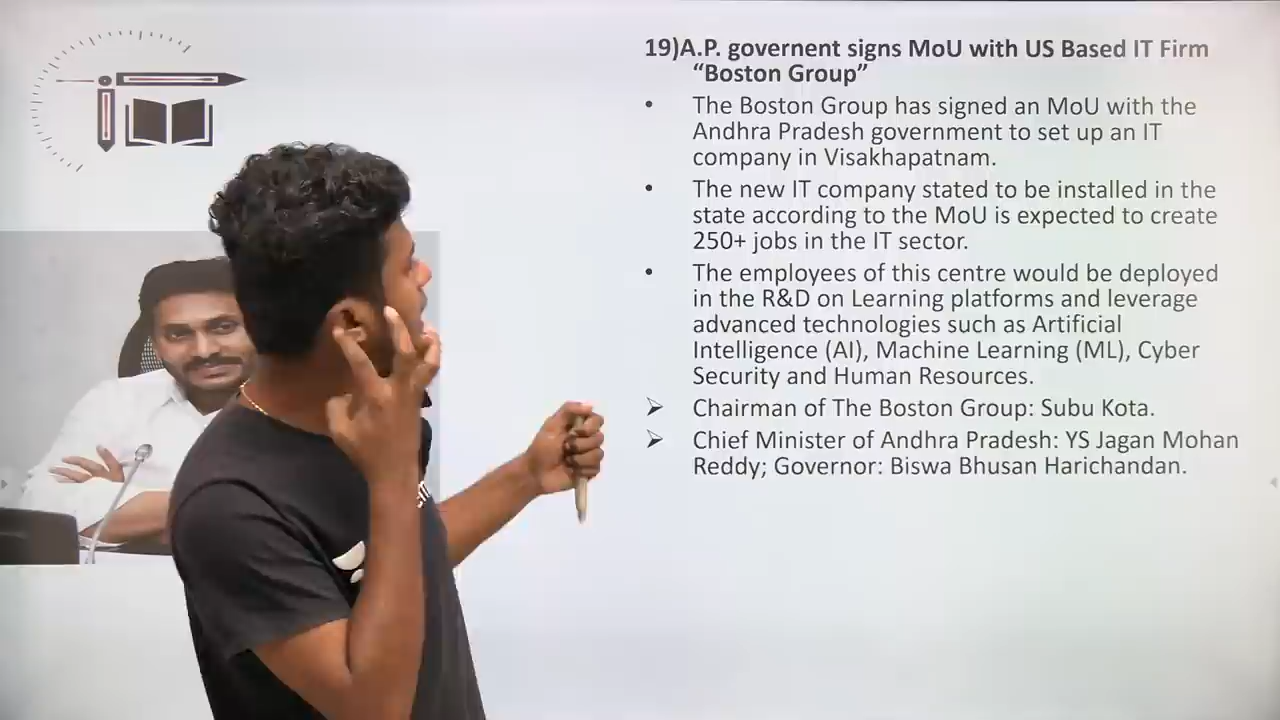 19)A.P. governent signs MoU with US Based IT Firm
“Boston Group”
• The Boston Group has signed an MoU with the
Andhra Pradesh government to set up an IT
company in Visakhapatnam.
• The new IT company stated to be installed in the
state according to the MoU is expected to create
250+ jobs in the IT sector.
• The employees of this centre would be deployed
in the R&D on Learning platforms and leverage
advanced technologies such as Artificial
Intelligence (AI), Machine Learning (ML), Cyber
Security and Human Resources.
➢ Chairman of The Boston Group: Subu Kota.
➢ Chief Minister of Andhra Pradesh: YS Jagan Mohan
Reddy; Governor: Biswa Bhusan Harichandan.